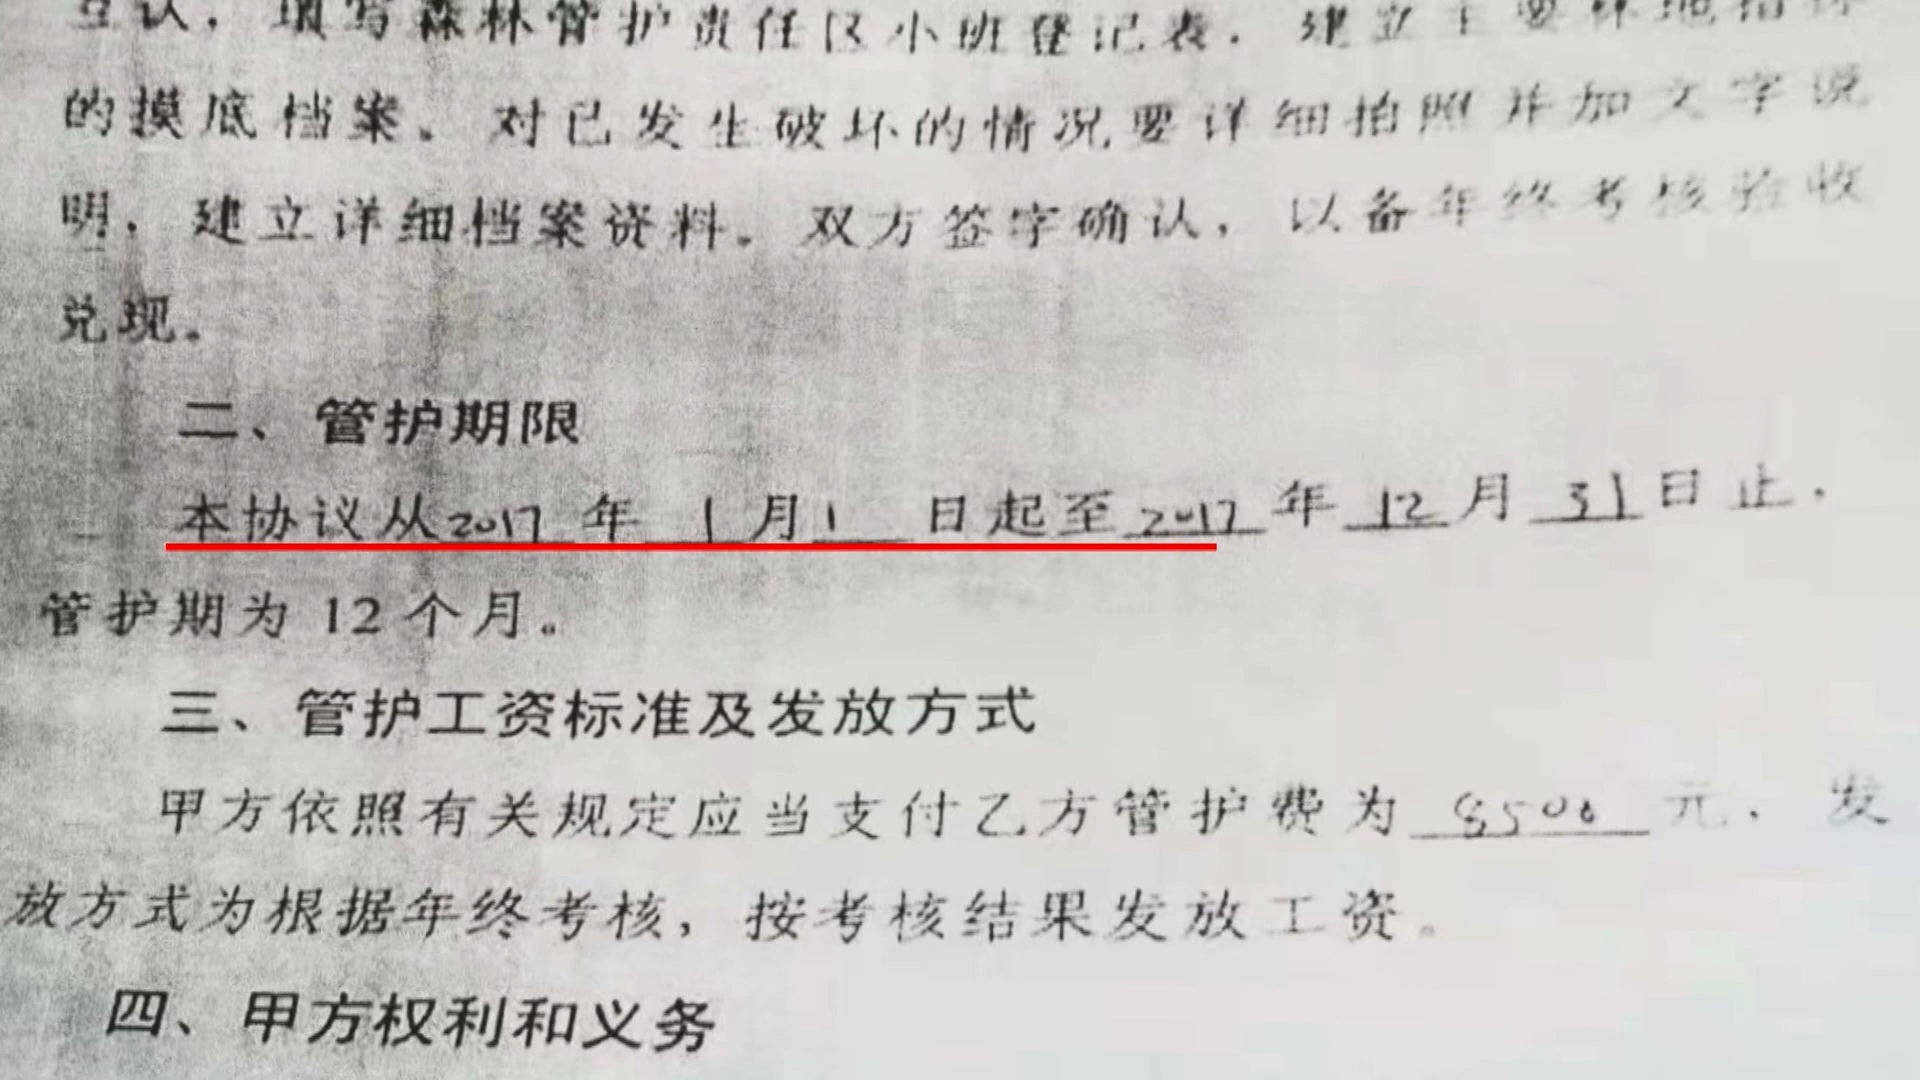 互认，填写森林管护责任区小班登记表，建立主要林地指标
的摸底档案。对已发生破坏的情况要详细拍照并加文字说
明，建立详细档案资料。双方签字确认，以备年终考核验收
兑现。
二、管护期限
本协议从2017年1月1日起至2017年12月31日止，
管护期为12个月。
三、管护工资标准及发放方式
甲方依照有关规定应当支付乙方管护费为8500元，发
放方式为根据年终考核，按考核结果发放工资。
四、甲方权利和义务